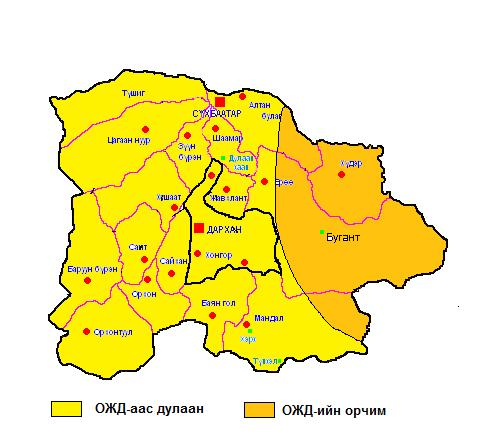 Түшиг
Алтан
булаг
СҮХБААТАР
Цагаан нуур
Зүүн
бүрэн
Шаамар
Дулаан
хаан
Хүдэр
Ерөө
Жавхлант
Хушаат
ДАРХАН
Бугант
Сант
Сайхан
Хонгор
Баруун бүрэн
Орхон
Баян гол
Мандал
Орхонтуул
Хэрх
Түнхэл
ОЖД-аас дулаан
ОЖД-ийн орчим